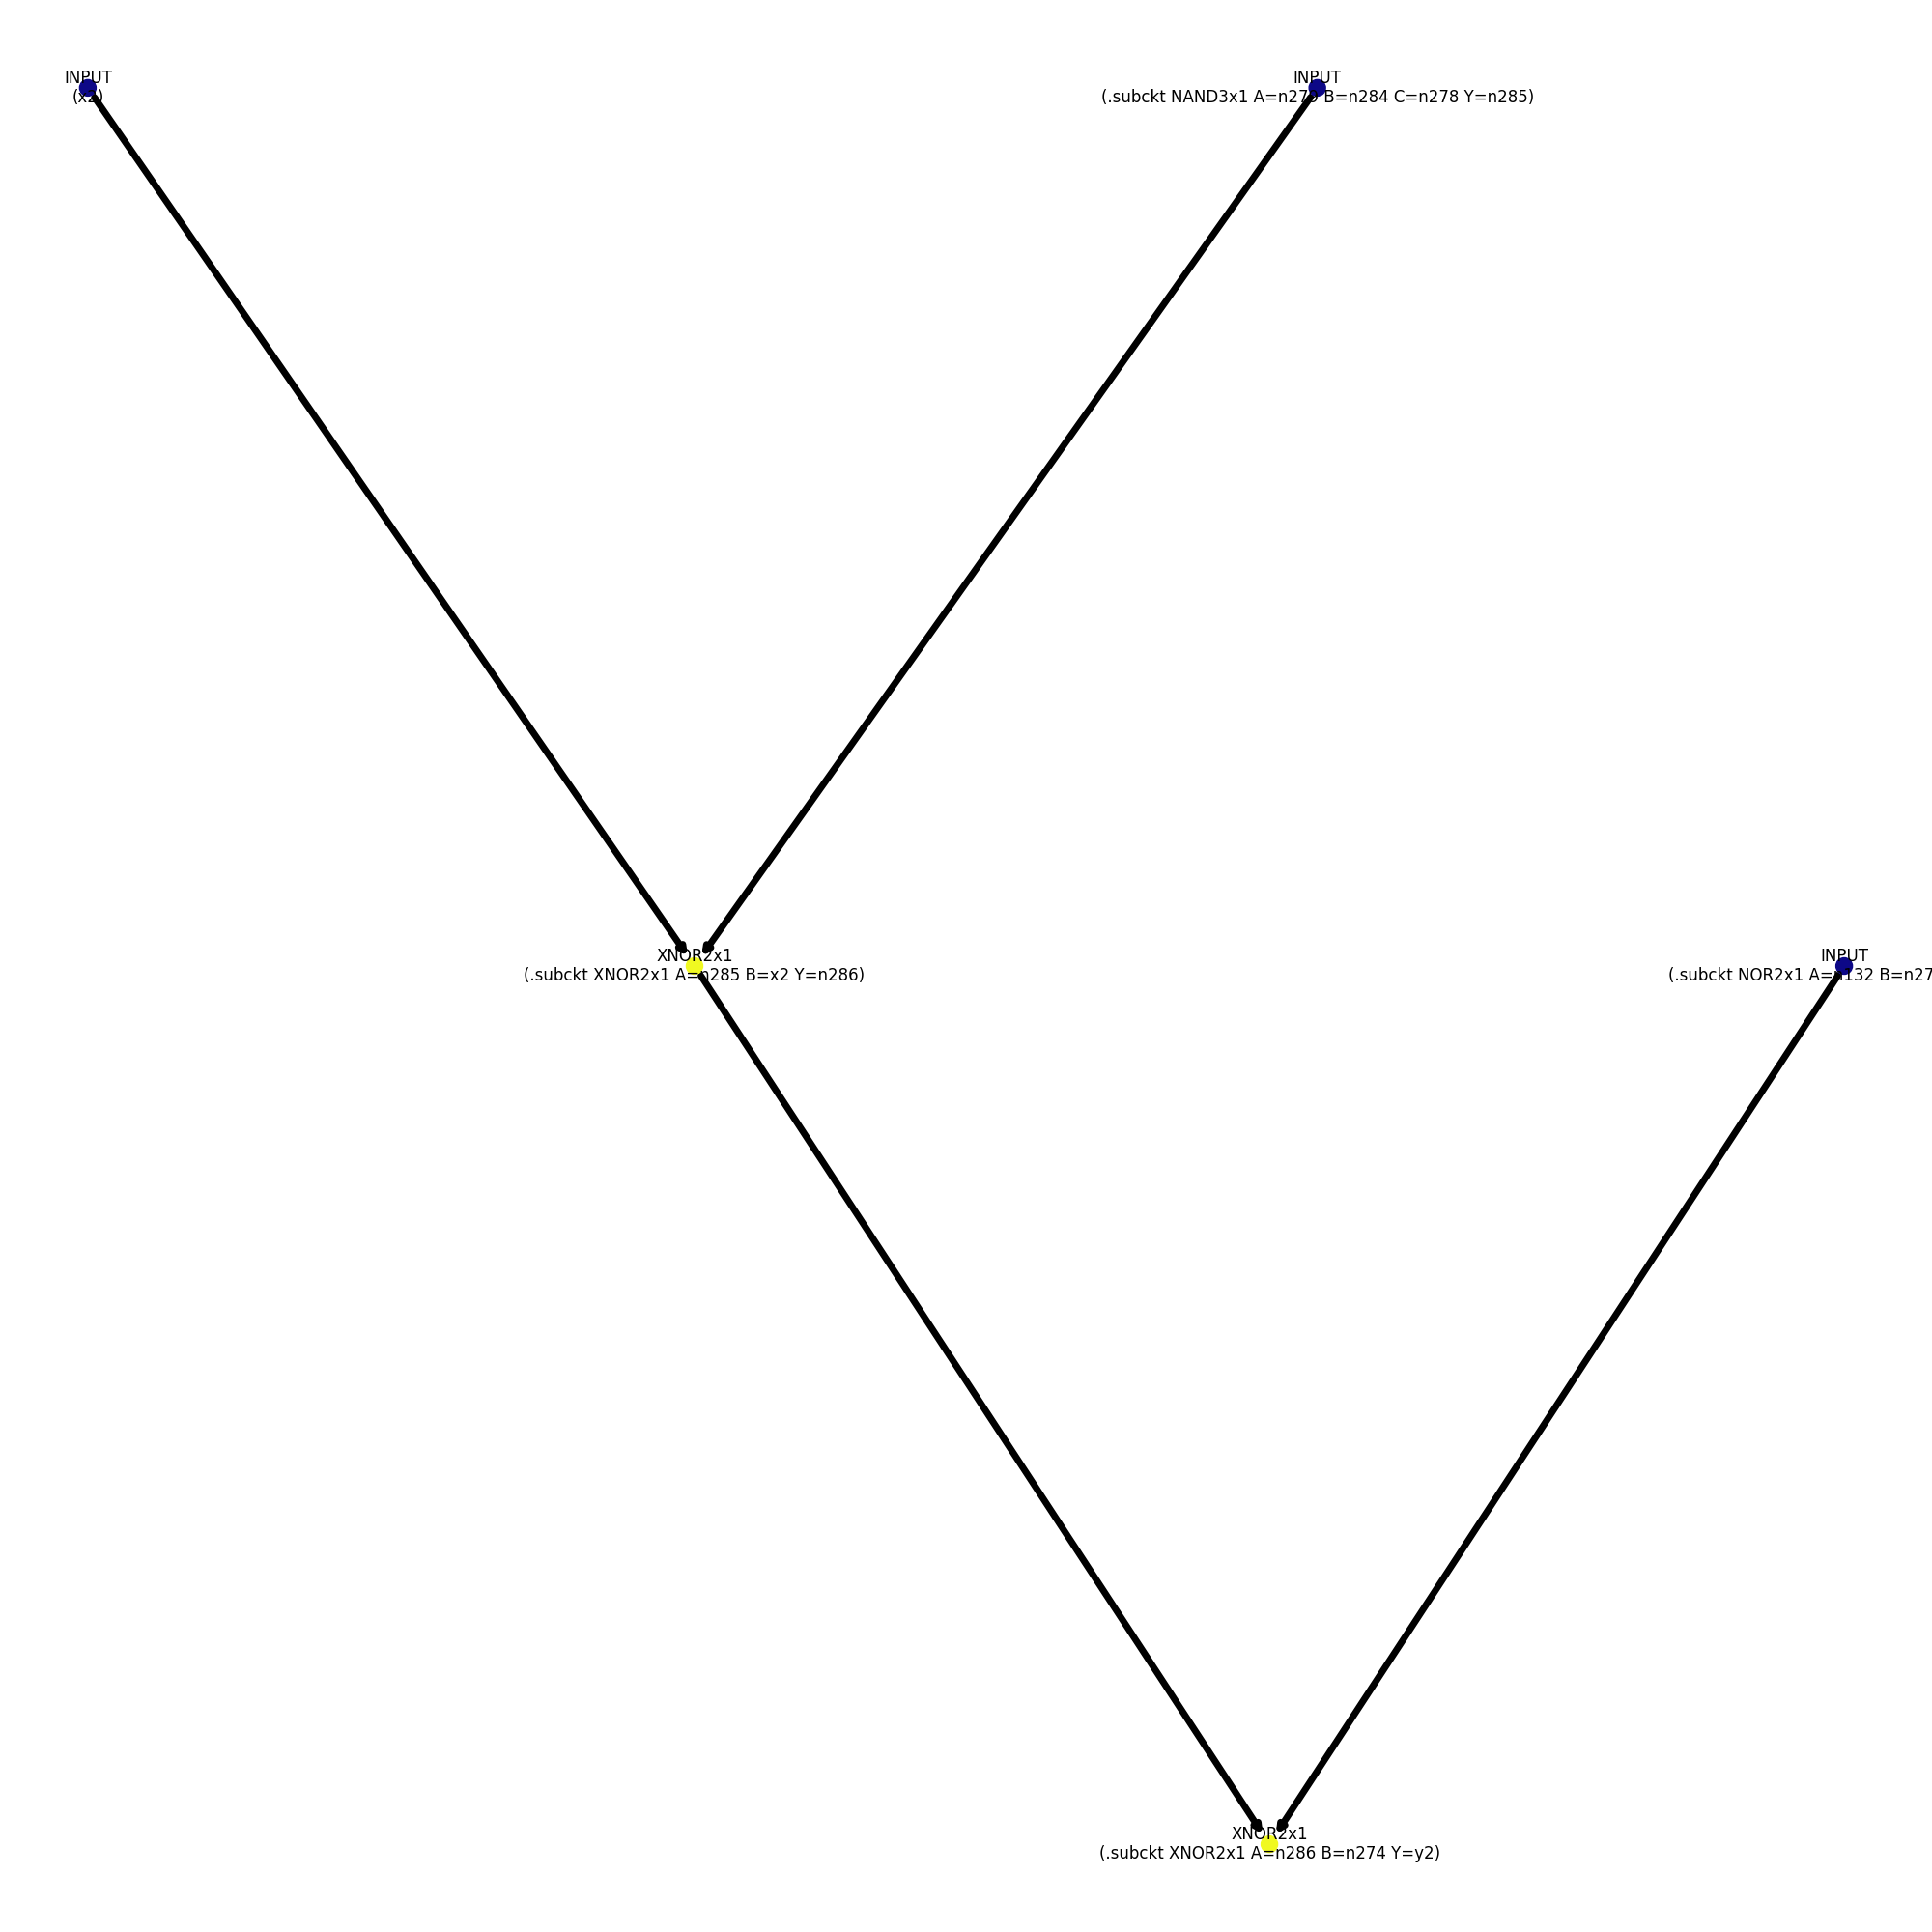 INPUT
(x2)
INPUT
(.subckt NAND3x1 B=n284 C=n278 Y=n285)
XNOR2x1
(.subckt XNOR2x1 A=n285 B=x2 Y=n286)
INPUT
(.subckt NOR2x1 A=n132 B=n27
XNOR2x1
(.subckt XNOR2x1 A=n286 B=n274 Y=y2)